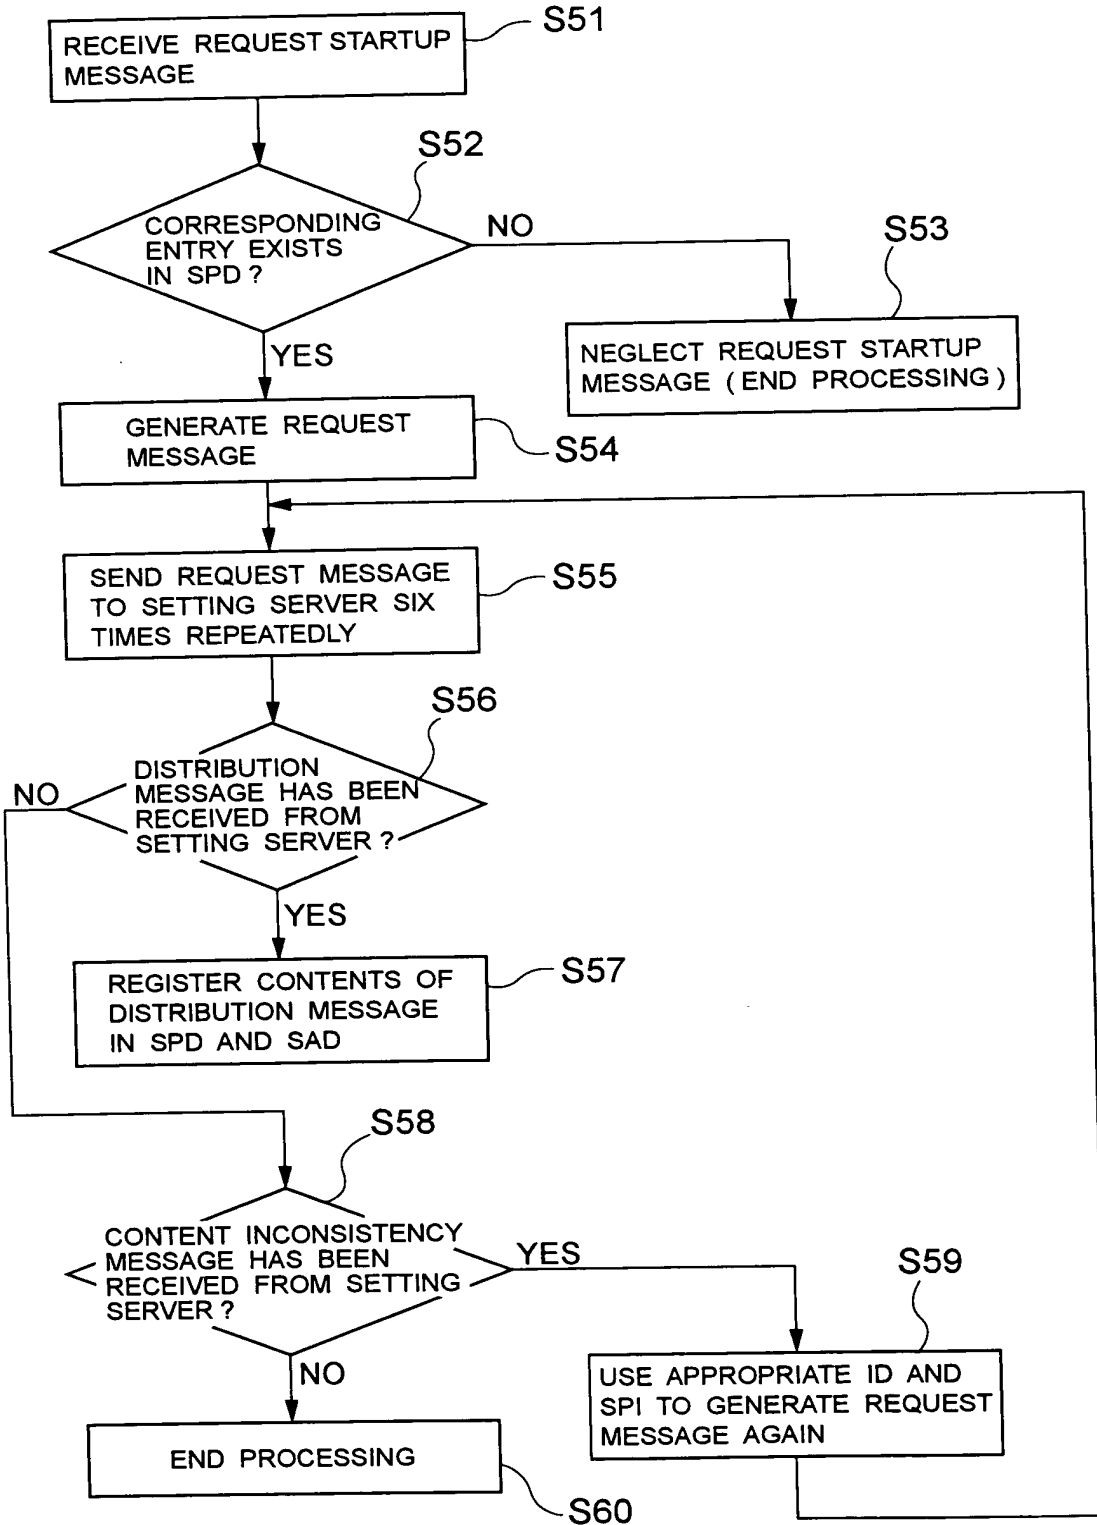 S51
RECEIVE REQUEST STARTUP
MESSAGE
S52
CORRESPONDING
ENTRY EXISTS
IN SPD ?
NO
S53
YES
NEGLECT REQUEST STARTUP
MESSAGE ( END PROCESSING )
GENERATE REQUEST
MESSAGE
S54
SEND REQUEST MESSAGE
TO SETTING SERVER SIX
TIMES REPEATEDLY
S55
S56
DISTRIBUTION
MESSAGE HAS BEEN
RECEIVED FROM
SETTING SERVER ?
NO
YES
S57
REGISTER CONTENTS OF
DISTRIBUTION MESSAGE
IN SPD AND SAD
S58
CONTENT INCONSISTENCY
MESSAGE HAS BEEN
RECEIVED FROM SETTING
SERVER ?
YES
S59
NO
USE APPROPRIATE ID AND
SPI TO GENERATE REQUEST
MESSAGE AGAIN
END PROCESSING
S60